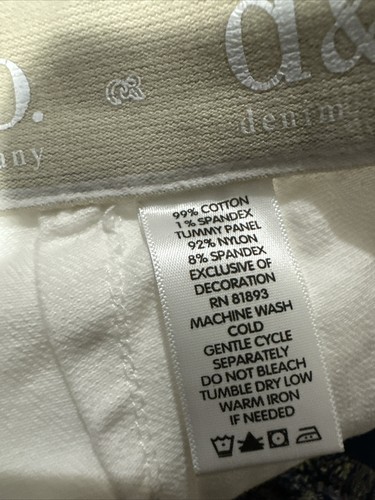 o. d&
any denim
99% COTTON
1% SPANDEX
TUMMY PANEL
92% NYLON
8% SPANDEX
EXCLUSIVE OF
DECORATION
RN 81893
MACHINE WASH
COLD
GENTLE CYCLE
SEPARATELY
DO NOT BLEACH
TUMBLE DRY LOW
WARM IRON
IF NEEDED